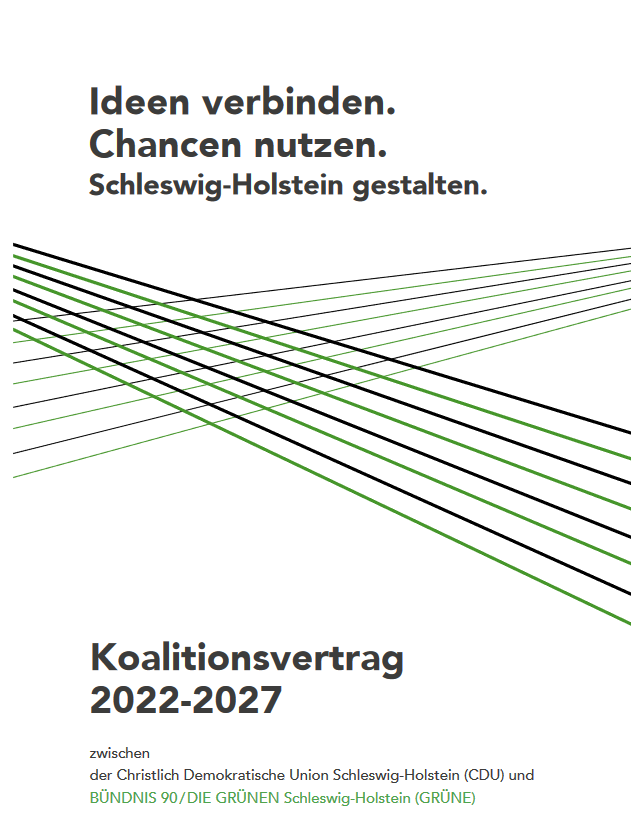 Ideen verbinden.
Chancen nutzen.
Schleswig-Holstein gestalten.
Koalitionsvertrag
2022-2027
zwischen
der Christlich Demokratische Union Schleswig-Holstein (CDU) und
BÜNDNIS 90/DIE GRÜNEN Schleswig-Holstein (GRÜNE)